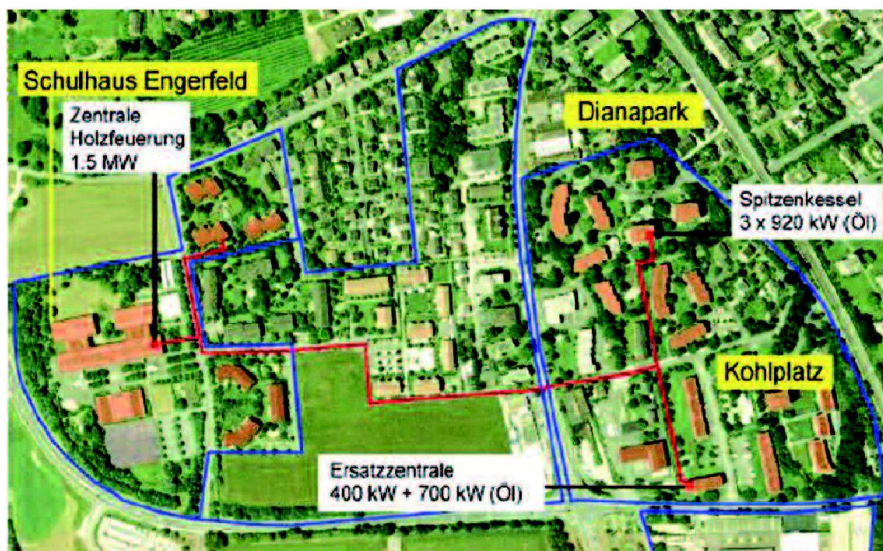 Schulhaus Engerfeld
Zentrale
Holzfeuerung
1.5 MW
Dianapark
Spitzenkessel
3 x 920 kW (Öl)
Kohlplatz
Ersatzzentrale
400 kW + 700 kW (Öl)